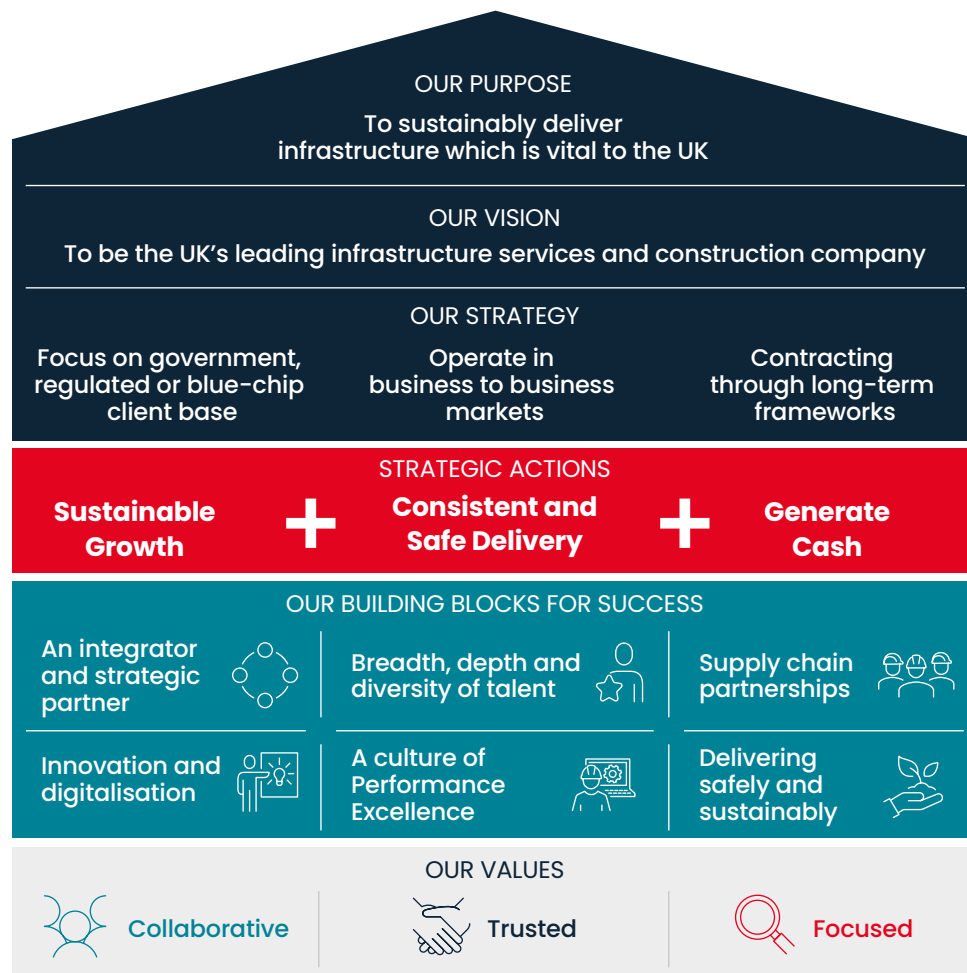 OUR PURPOSE
To sustainably deliver
infrastructure which is vital to the UK
OUR VISION
To be the UK’s leading infrastructure services and construction company
OUR STRATEGY
Focus on government,
regulated or blue-chip
client base
Operate in
business to business
markets
Contracting
through long-term
frameworks
STRATEGIC ACTIONS
Sustainable
Growth
+
Consistent and
Safe Delivery
+
Generate
Cash
OUR BUILDING BLOCKS FOR SUCCESS
An integrator
and strategic
partner
Breadth, depth and
diversity of talent
Supply chain
partnerships
Innovation and
digitalisation
A culture of
Performance
Excellence
Delivering
safely and
sustainably
OUR VALUES
Collaborative
Trusted
Focused